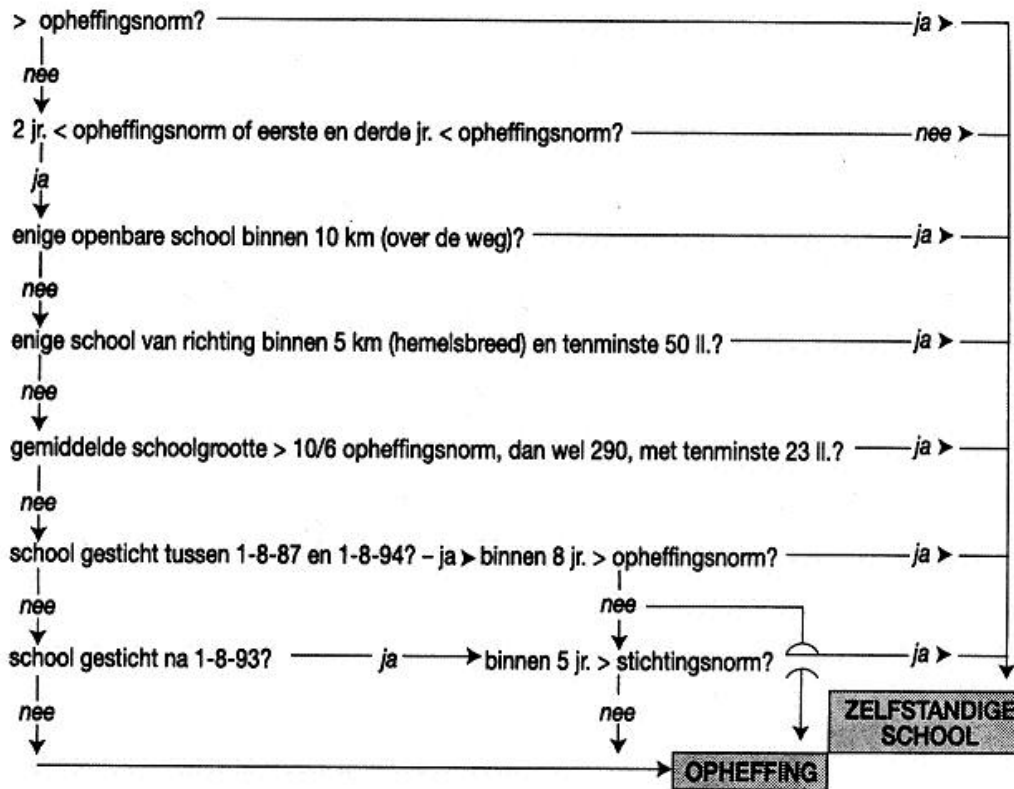 > opheffingsnorm? ja
nee
2 jr. < opheffingsnorm of eerste en derde jr. < opheffingsnorm? nee
ja
enige openbare school binnen 10 km (over de weg)? ja
nee
enige school van richting binnen 5 km (hemelsbreed) en tenminste 50 ll.? ja
nee
gemiddelde schoolgrootte > 10/6 opheffingsnorm, dan wel 290, met tenminste 23 ll.? ja
nee
school gesticht tussen 1-8-87 en 1-8-94? – ja binnen 8 jr. > opheffingsnorm? ja
nee nee
school gesticht na 1-8-93? ja binnen 5 jr. > stichtingsnorm? ja
nee nee
ZELFSTANDIGE
SCHOOL
OPHEFFING